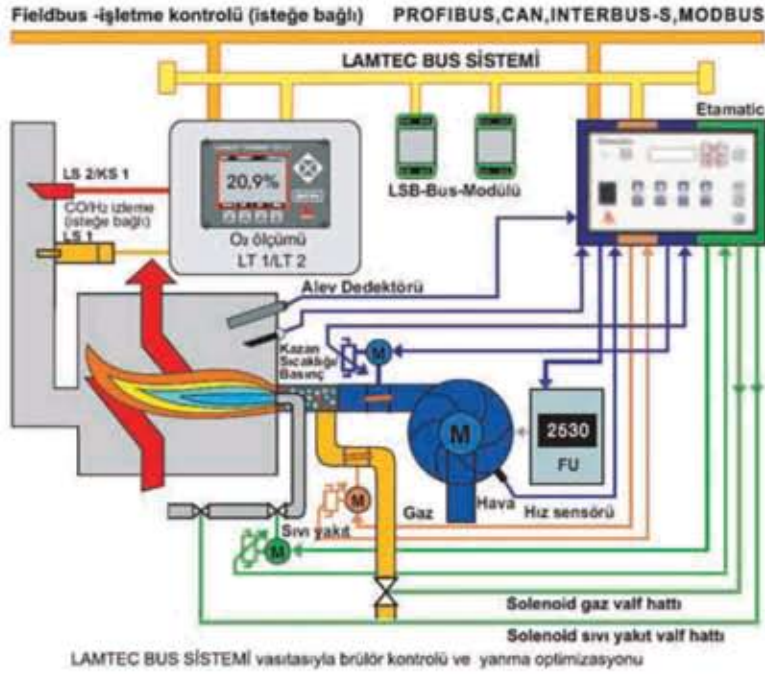 Fieldbus -işletme kontrolü (isteğe bağlı) PROFIBUS,CAN,INTERBUS-S,MODBUS
LAMTEC BUS SİSTEMİ
Etamatic
LS 2/KS 1
20,9%
LSB-Bus-Modülü
CO/H₂ izleme
(isteğe bağlı)
LS 1
O₂ ölçümü
LT 1/LT 2
Alev Dedektörü
Kazan
Sıcaklığı
Basınç
M
M
2530
FU
M
Gaz
Hava
Hız sensörü
Sıvı yakıt
M
Solenoid gaz valf hattı
Solenoid sıvı yakıt valf hattı
LAMTEC BUS SİSTEMİ vasıtasıyla brülör kontrolü ve yanma optimizasyonu